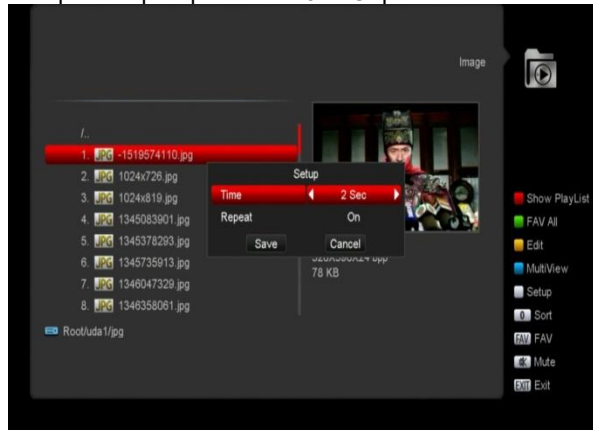 Image
/..
1. JPG -1519574110.jpg
2. JPG 1024x726.jpg
3. JPG 1024x819.jpg
4. JPG 1345083901.jpg
5. JPG 1345378293.jpg
6. JPG 1345735913.jpg
7. JPG 1346047329.jpg
8. JPG 1346358061.jpg
Root/uda1/jpg
Setup
Time 2 Sec
Repeat On
Save Cancel
bpp
78 KB
Show PlayList
FAV All
Edit
MultiView
Setup
0 Sort
FAV FAV
Mute
EXIT Exit